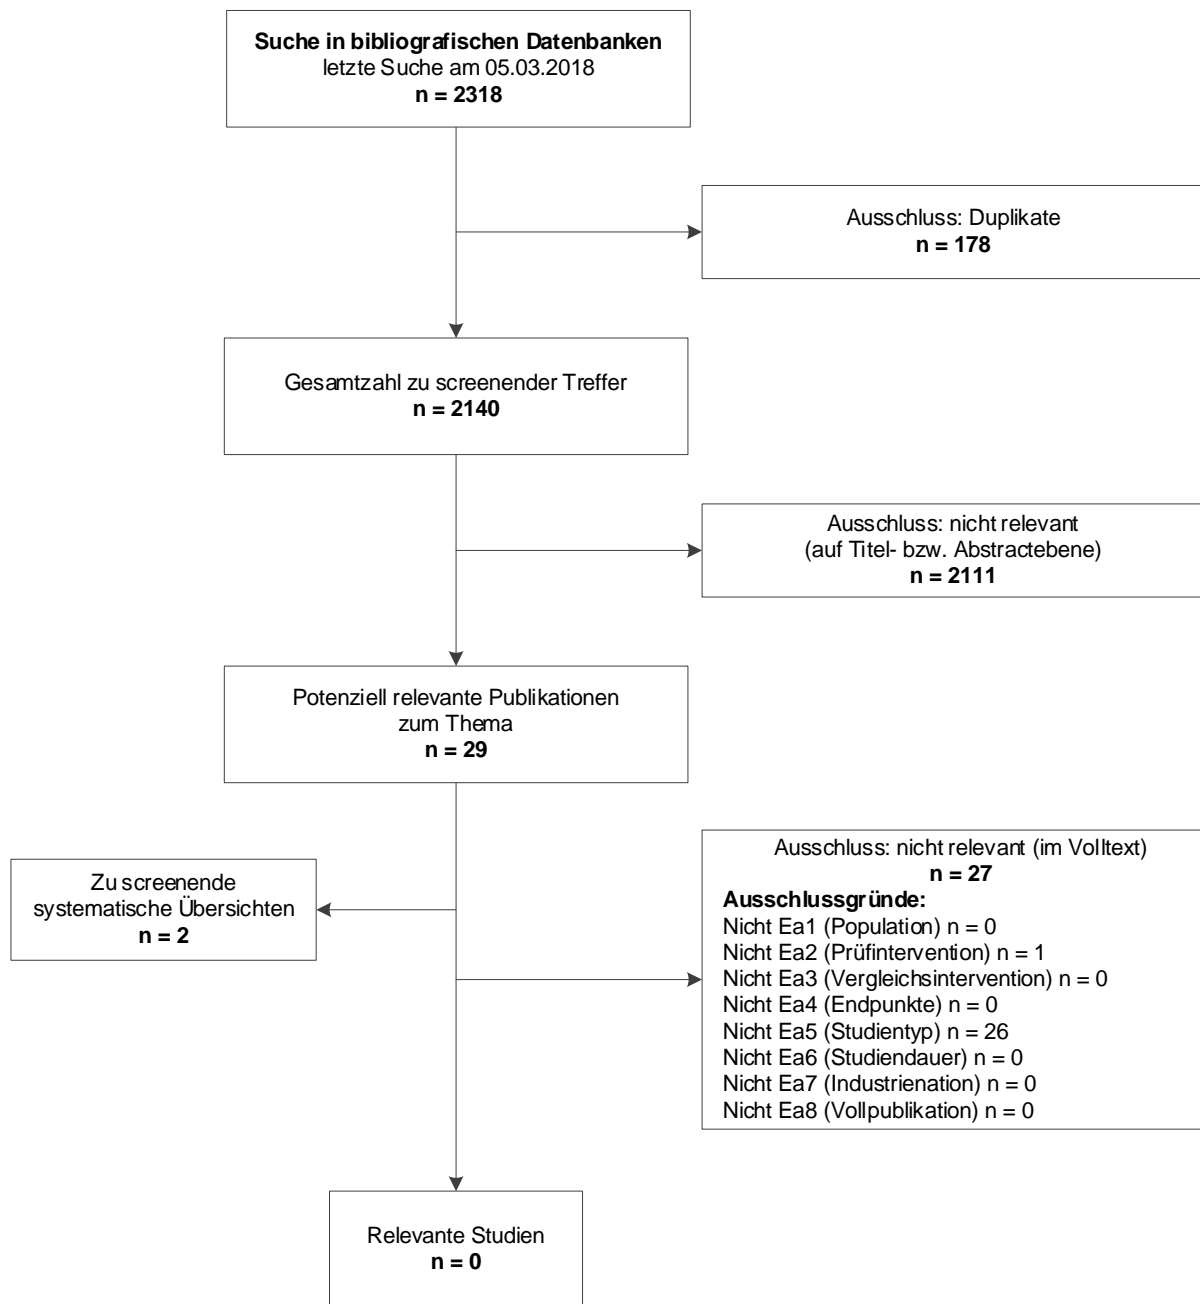 Suche in bibliografischen Datenbanken
letzte Suche am 05.03.2018
n = 2318
Ausschluss: Duplikate
n = 178
Gesamtzahl zu screenender Treffer
n = 2140
Ausschluss: nicht relevant
(auf Titel- bzw. Abstractebene)
n = 2111
Potenziell relevante Publikationen
zum Thema
n = 29
Zu screenende
systematische Übersichten
n = 2
Ausschluss: nicht relevant (im Volltext)
n = 27
Ausschlussgründe:
Nicht Ea1 (Population) n = 0
Nicht Ea2 (Prüfintervention) n = 1
Nicht Ea3 (Vergleichsintervention) n = 0
Nicht Ea4 (Endpunkte) n = 0
Nicht Ea5 (Studientyp) n = 26
Nicht Ea6 (Studiendauer) n = 0
Nicht Ea7 (Industrienation) n = 0
Nicht Ea8 (Vollpublikation) n = 0
Relevante Studien
n = 0